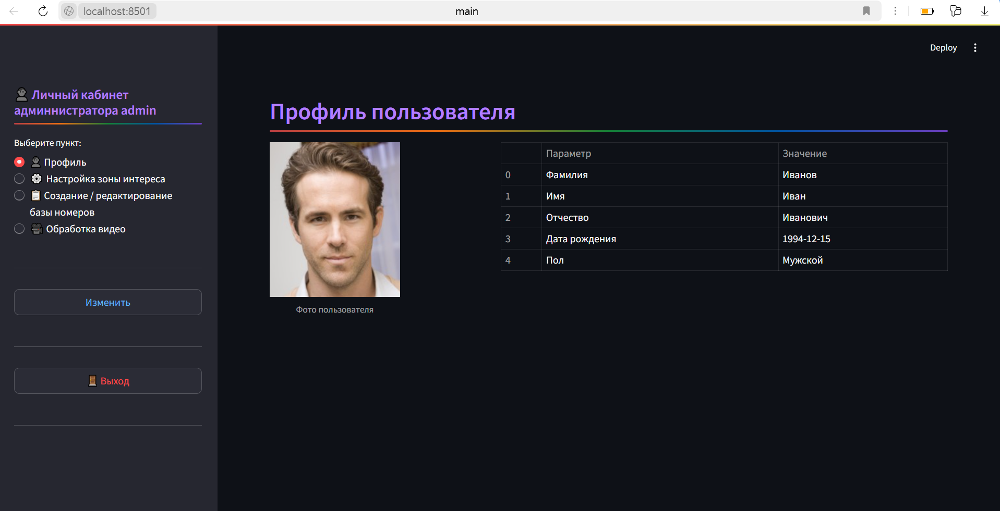 localhost:8501
main
Deploy
Личный кабинет
админнистратора admin
Выберите пункт:
Профиль
Настройка зоны интереса
Создание / редактирование
базы номеров
Обработка видео
Изменить
Выход
Профиль пользователя
Фото пользователя
Параметр Значение
0 Фамилия Иванов
1 Имя Иван
2 Отчество Иванович
3 Дата рождения 1994-12-15
4 Пол Мужской